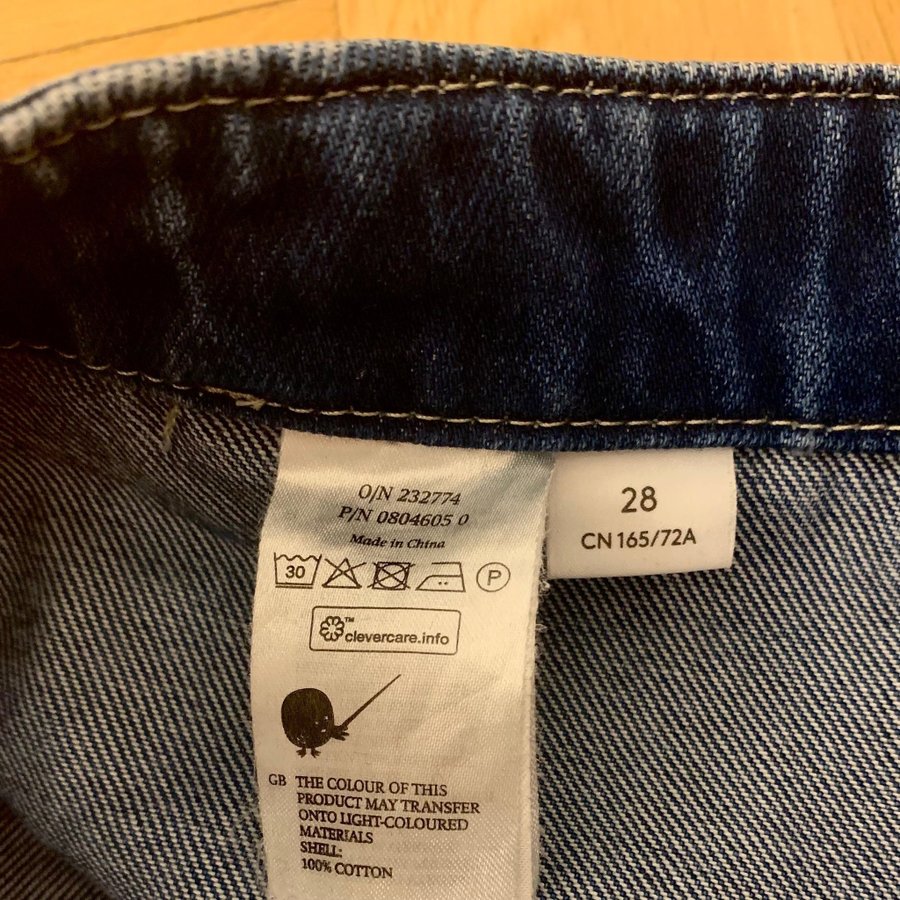 O/N 232774
P/N 0804605 0
Made in China
30
P
™
clevercare.info
GB THE COLOUR OF THIS
PRODUCT MAY TRANSFER
ONTO LIGHT-COLOURED
MATERIALS
SHELL:
100% COTTON
28
CN 165/72A